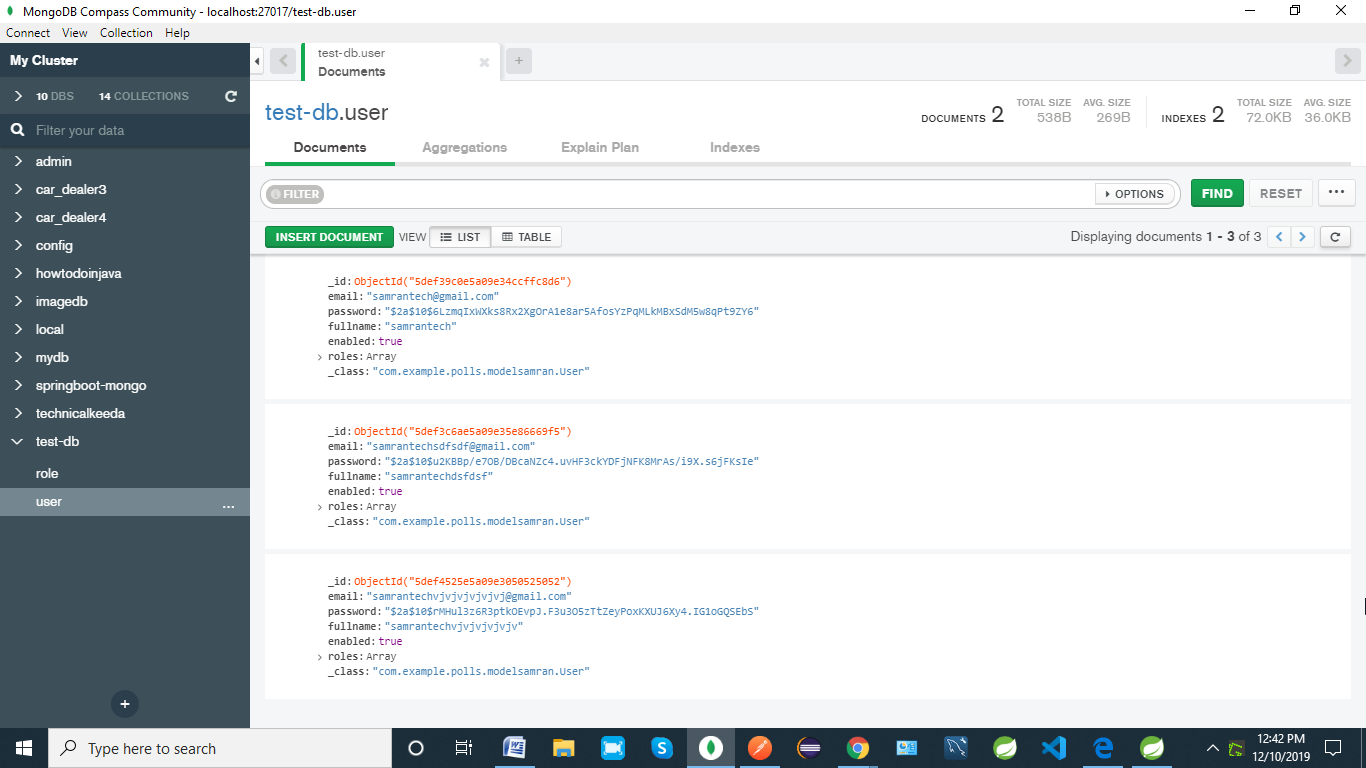 MongoDB Compass Community - localhost:27017/test-db.user
Connect View Collection Help
My Cluster
10 DBS 14 COLLECTIONS
Filter your data
admin
car_dealer3
car_dealer4
config
howtodoinjava
imagedb
local
mydb
springboot-mongo
technicalkeeda
test-db
role
user ...
test-db.user
Documents
test-db.user
DOCUMENTS 2 TOTAL SIZE 538B AVG. SIZE 269B INDEXES 2 TOTAL SIZE 72.0KB AVG. SIZE 36.0KB
Documents Aggregations Explain Plan Indexes
FILTER OPTIONS FIND RESET ...
INSERT DOCUMENT VIEW LIST TABLE Displaying documents 1 - 3 of 3
_id:ObjectId("5def39c0e5a09e34ccffc8d6")
email:"samrantech@gmail.com"
password:"$2a$10$6LzmqIxWXks8Rx2XgOrA1e8ar5AfosYzPqMLkMBxSdM5w8qPt9ZY6"
fullname:"samrantech"
enabled:true
roles:Array
_class:"com.example.polls.modelsamran.User"
_id:ObjectId("5def3c6ae5a09e35e86669f5")
email:"samrantechsdfsdf@gmail.com"
password:"$2a$10$u2KBBp/e7OB/DBcaNZc4.uvHF3ckYDFjNFK8MrAs/i9X.s6jFKsIe"
fullname:"samrantechdsfdsf"
enabled:true
roles:Array
_class:"com.example.polls.modelsamran.User"
_id:ObjectId("5def4525e5a09e3050525052")
email:"samrantechvjvjvjvjvjvj@gmail.com"
password:"$2a$10$rMHul3z6R3ptkOEvpJ.F3u3O5zTtZeyPoxKXUJ6Xy4.IG1oGQSEbS"
fullname:"samrantechvjvjvjvjvjv"
enabled:true
roles:Array
_class:"com.example.polls.modelsamran.User"
Type here to search
12:42 PM
12/10/2019